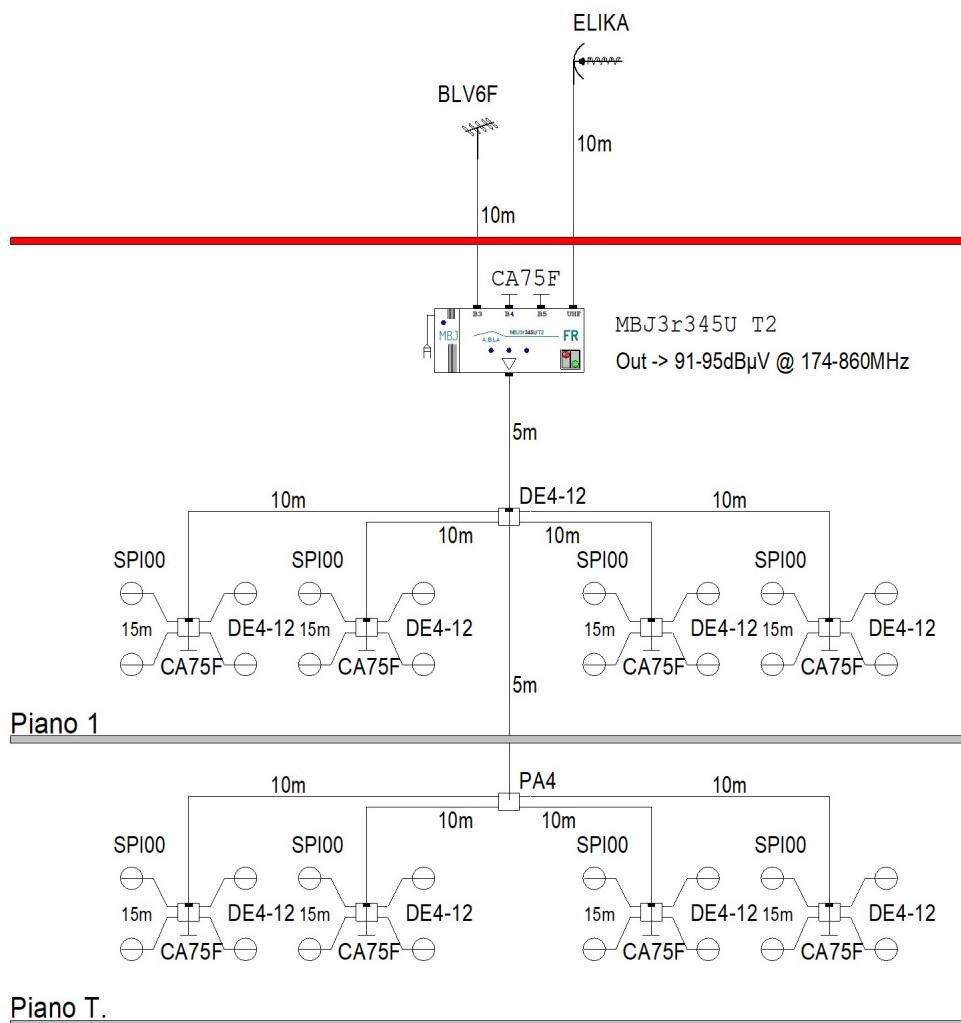 ELIKA
BLV6F
10m
10m
CA75F
B3 B4 B5 UHF
MBJ
MBJ3r345U T2
FR
MBJ3r345U T2
Out -> 91-95dBµV @ 174-860MHz
5m
DE4-12
10m 10m
10m 10m
SPI00 SPI00 SPI00 SPI00
15m DE4-12 15m DE4-12 15m DE4-12 15m DE4-12
CA75F CA75F CA75F CA75F
5m
Piano 1
PA4
10m 10m
10m 10m
SPI00 SPI00 SPI00 SPI00
15m DE4-12 15m DE4-12 15m DE4-12 15m DE4-12
CA75F CA75F CA75F CA75F
Piano T.